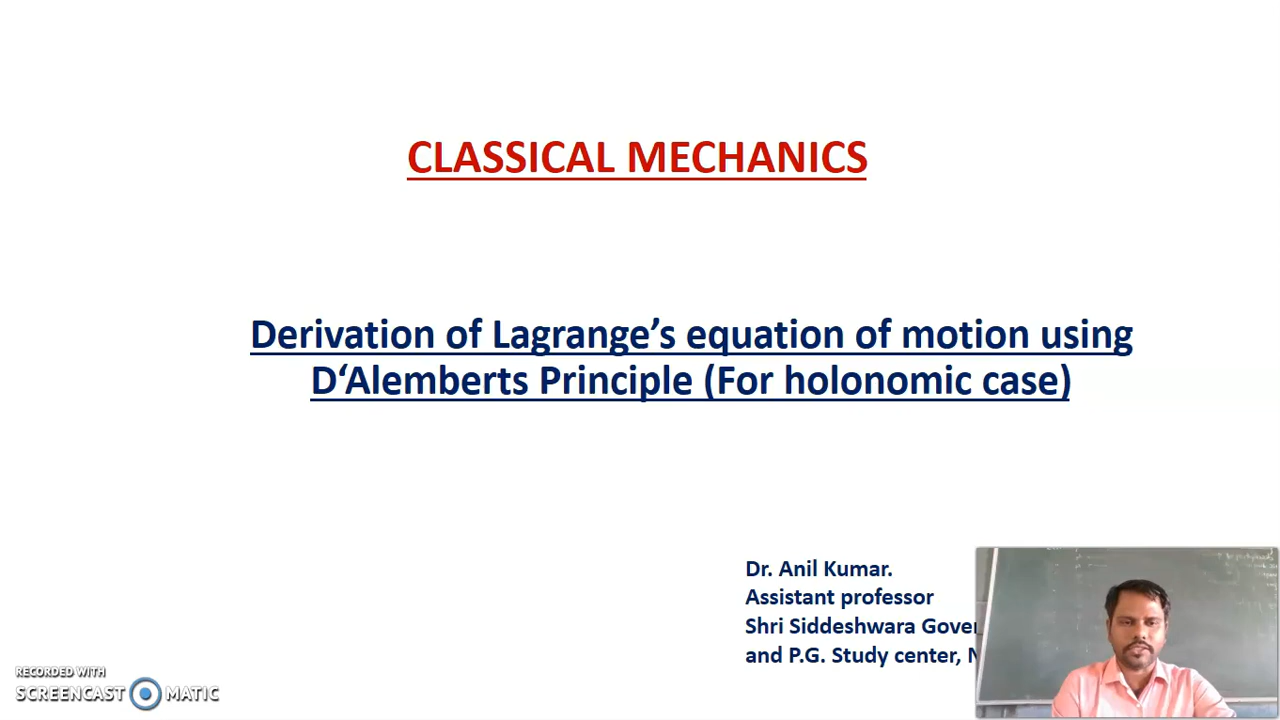 CLASSICAL MECHANICS
Derivation of Lagrange’s equation of motion using
D‘Alemberts Principle (For holonomic case)
Dr. Anil Kumar.
Assistant professor
Shri Siddeshwara
and P.G. Study center,
RECORDED WITH
SCREENCAST MATIC